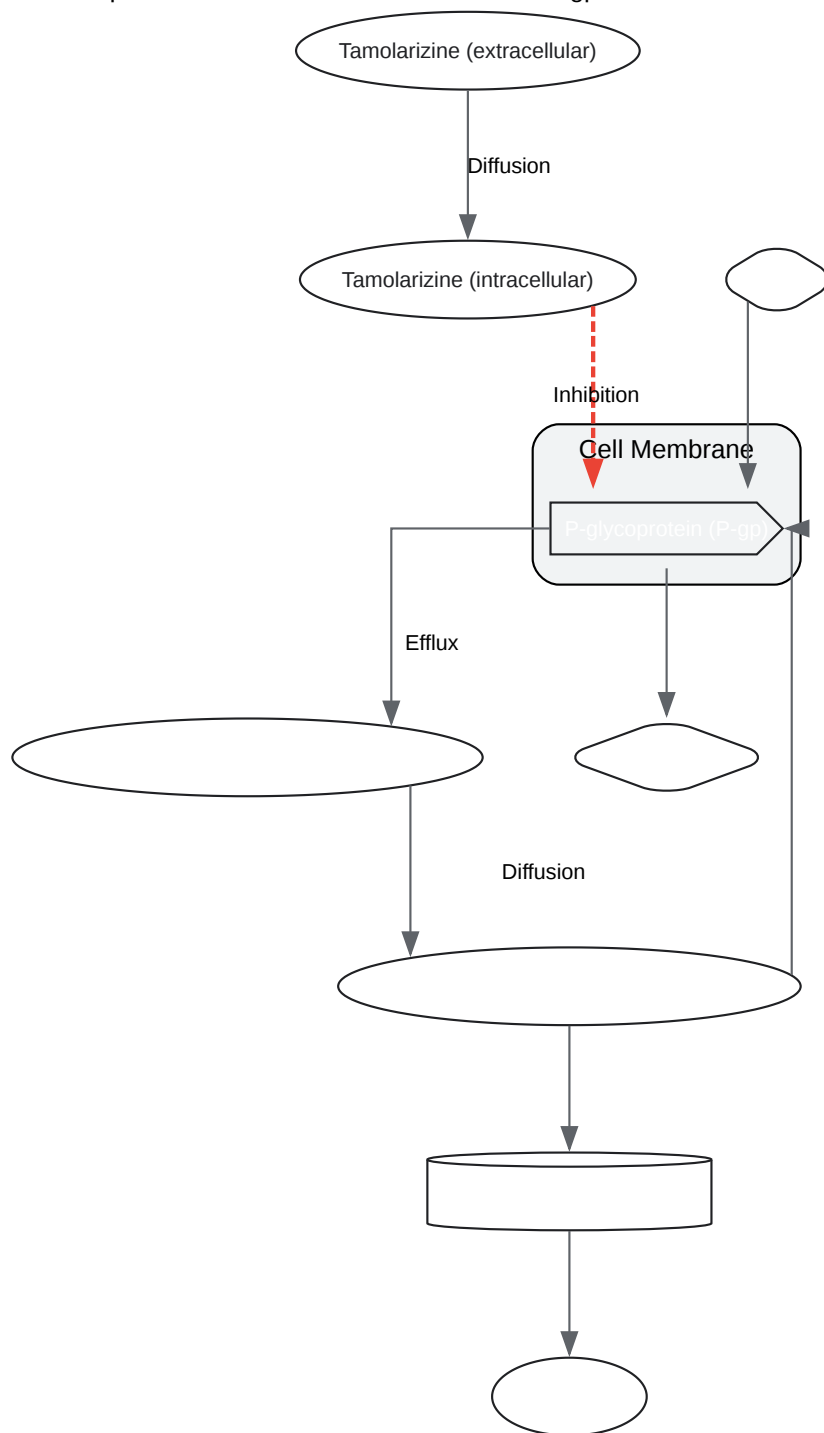 Tamolarizine (extracellular)
Diffusion
Tamolarizine (intracellular)
Inhibition
Cell Membrane
P-glycoprotein (P-gp)
Efflux
Diffusion